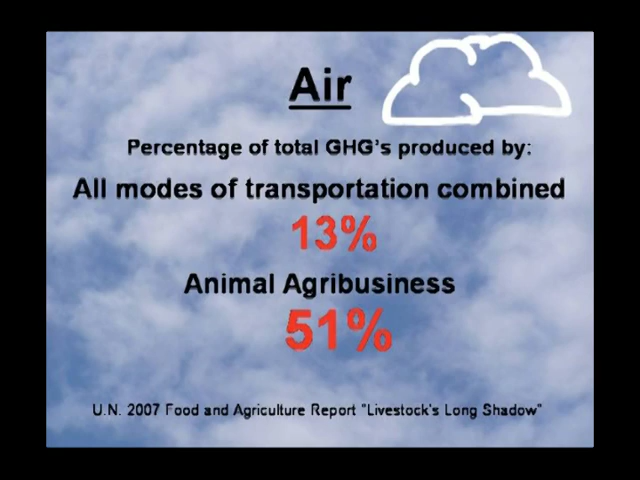 Air
Percentage of total GHG's produced by:
All modes of transportation combined
13%
Animal Agribusiness
51%
U.N. 2007 Food and Agriculture Report "Livestock's Long Shadow"